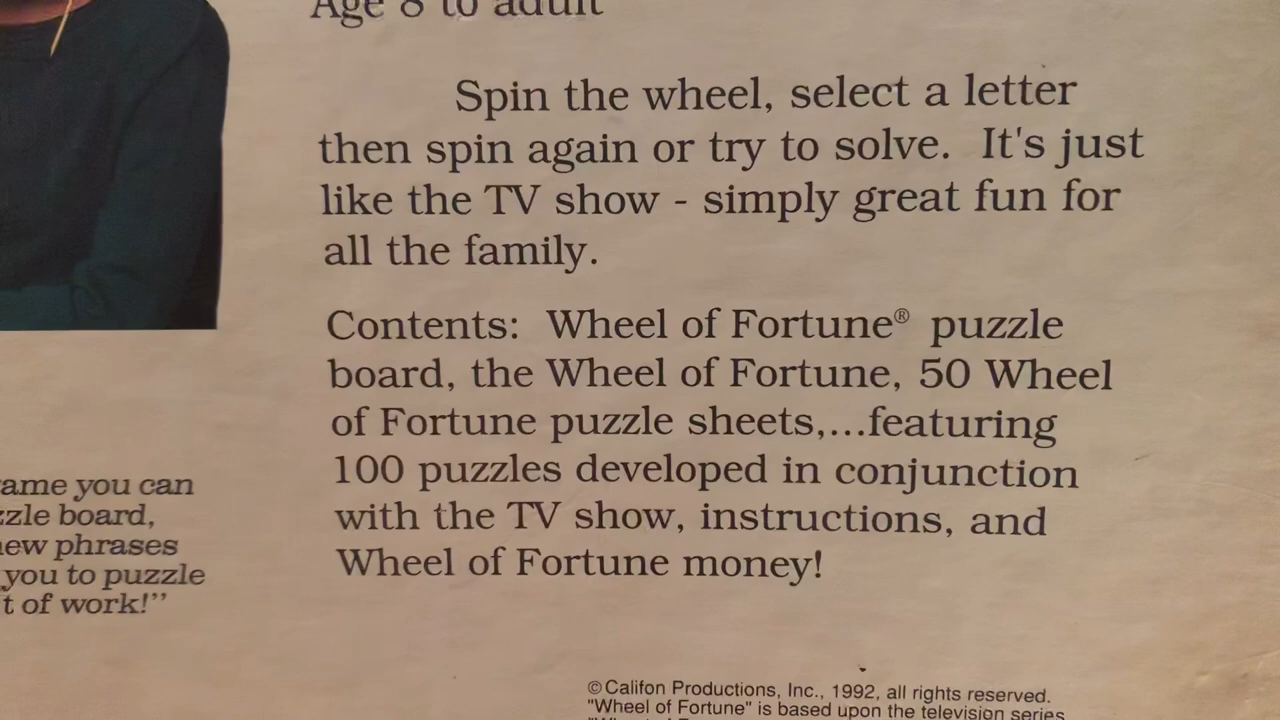 Age 8 to adult
Spin the wheel, select a letter
then spin again or try to solve. It's just
like the TV show - simply great fun for
all the family.
Contents: Wheel of Fortune® puzzle
board, the Wheel of Fortune, 50 Wheel
of Fortune puzzle sheets,...featuring
100 puzzles developed in conjunction
with the TV show, instructions, and
Wheel of Fortune money!
you can
board,
phrases
you to puzzle
of work!”
©Califon Productions, Inc., 1992, all rights reserved.
"Wheel of Fortune" is based upon the television series